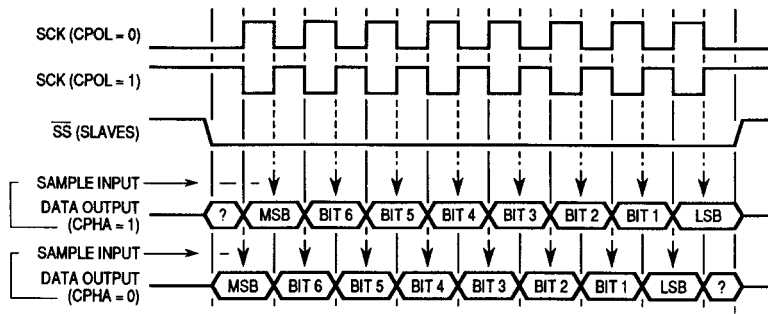 SCK (CPOL = 0)
SCK (CPOL = 1)
SS (SLAVES)
SAMPLE INPUT
DATA OUTPUT
(CPHA = 1)
? MSB BIT 6 BIT 5 BIT 4 BIT 3 BIT 2 BIT 1 LSB
SAMPLE INPUT
DATA OUTPUT
(CPHA = 0)
MSB BIT 6 BIT 5 BIT 4 BIT 3 BIT 2 BIT 1 LSB ?